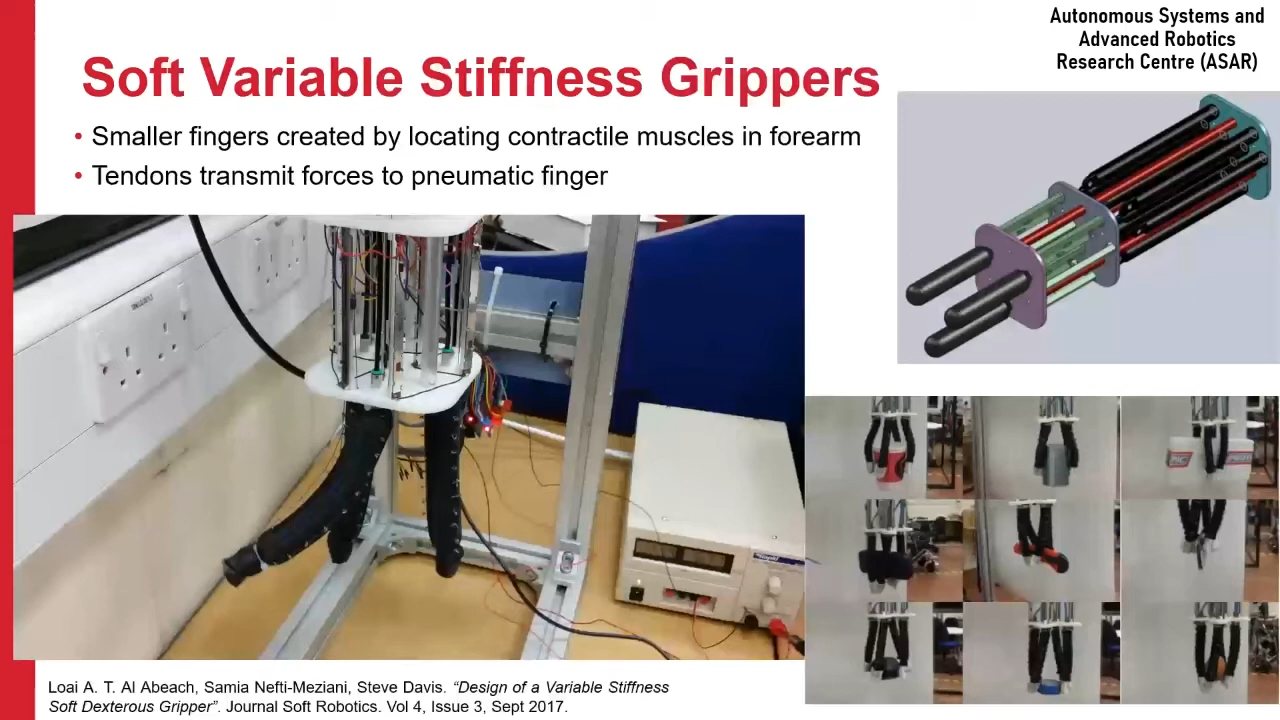 Autonomous Systems and
Advanced Robotics
Research Centre (ASAR)
Soft Variable Stiffness Grippers
• Smaller fingers created by locating contractile muscles in forearm
• Tendons transmit forces to pneumatic finger
Loai A. T. Al Abeach, Samia Nefti-Meziani, Steve Davis. “Design of a Variable Stiffness
Soft Dexterous Gripper”. Journal Soft Robotics. Vol 4, Issue 3, Sept 2017.